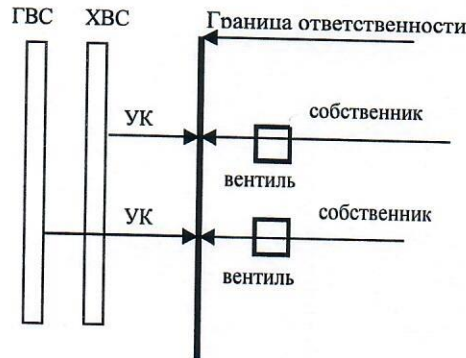 ГВС ХВС Граница ответственности
УК собственник
вентиль
УК собственник
вентиль